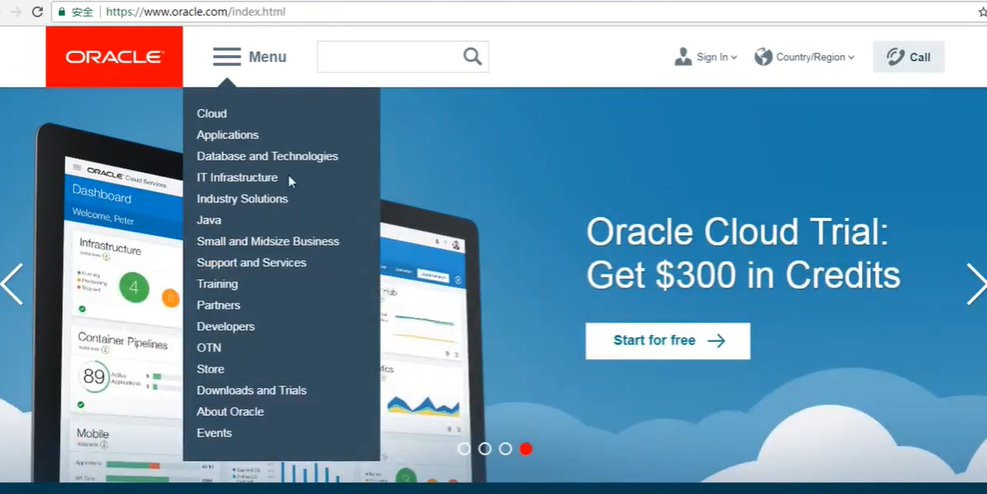 安全 https://www.oracle.com/index.html
ORACLE
Menu
Sign In
Country/Region
Call
Cloud
Applications
Database and Technologies
IT Infrastructure
Industry Solutions
Java
Small and Midsize Business
Support and Services
Training
Partners
Developers
OTN
Store
Downloads and Trials
About Oracle
Events
ORACLE Cloud Services
Dashboard
Welcome, Peter
Infrastructure
4
Container Pipelines
89
Active
Applications
Mobile
Hub
Oracle Cloud Trial:
Get $300 in Credits
Start for free